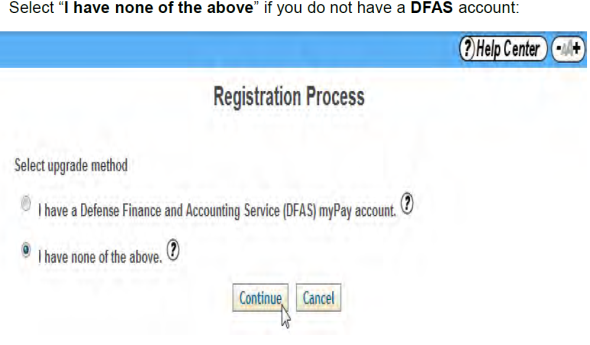 Select “I have none of the above” if you do not have a DFAS account:
? Help Center -AA+
Registration Process
Select upgrade method
I have a Defense Finance and Accounting Service (DFAS) myPay account. ?
I have none of the above. ?
Continue Cancel